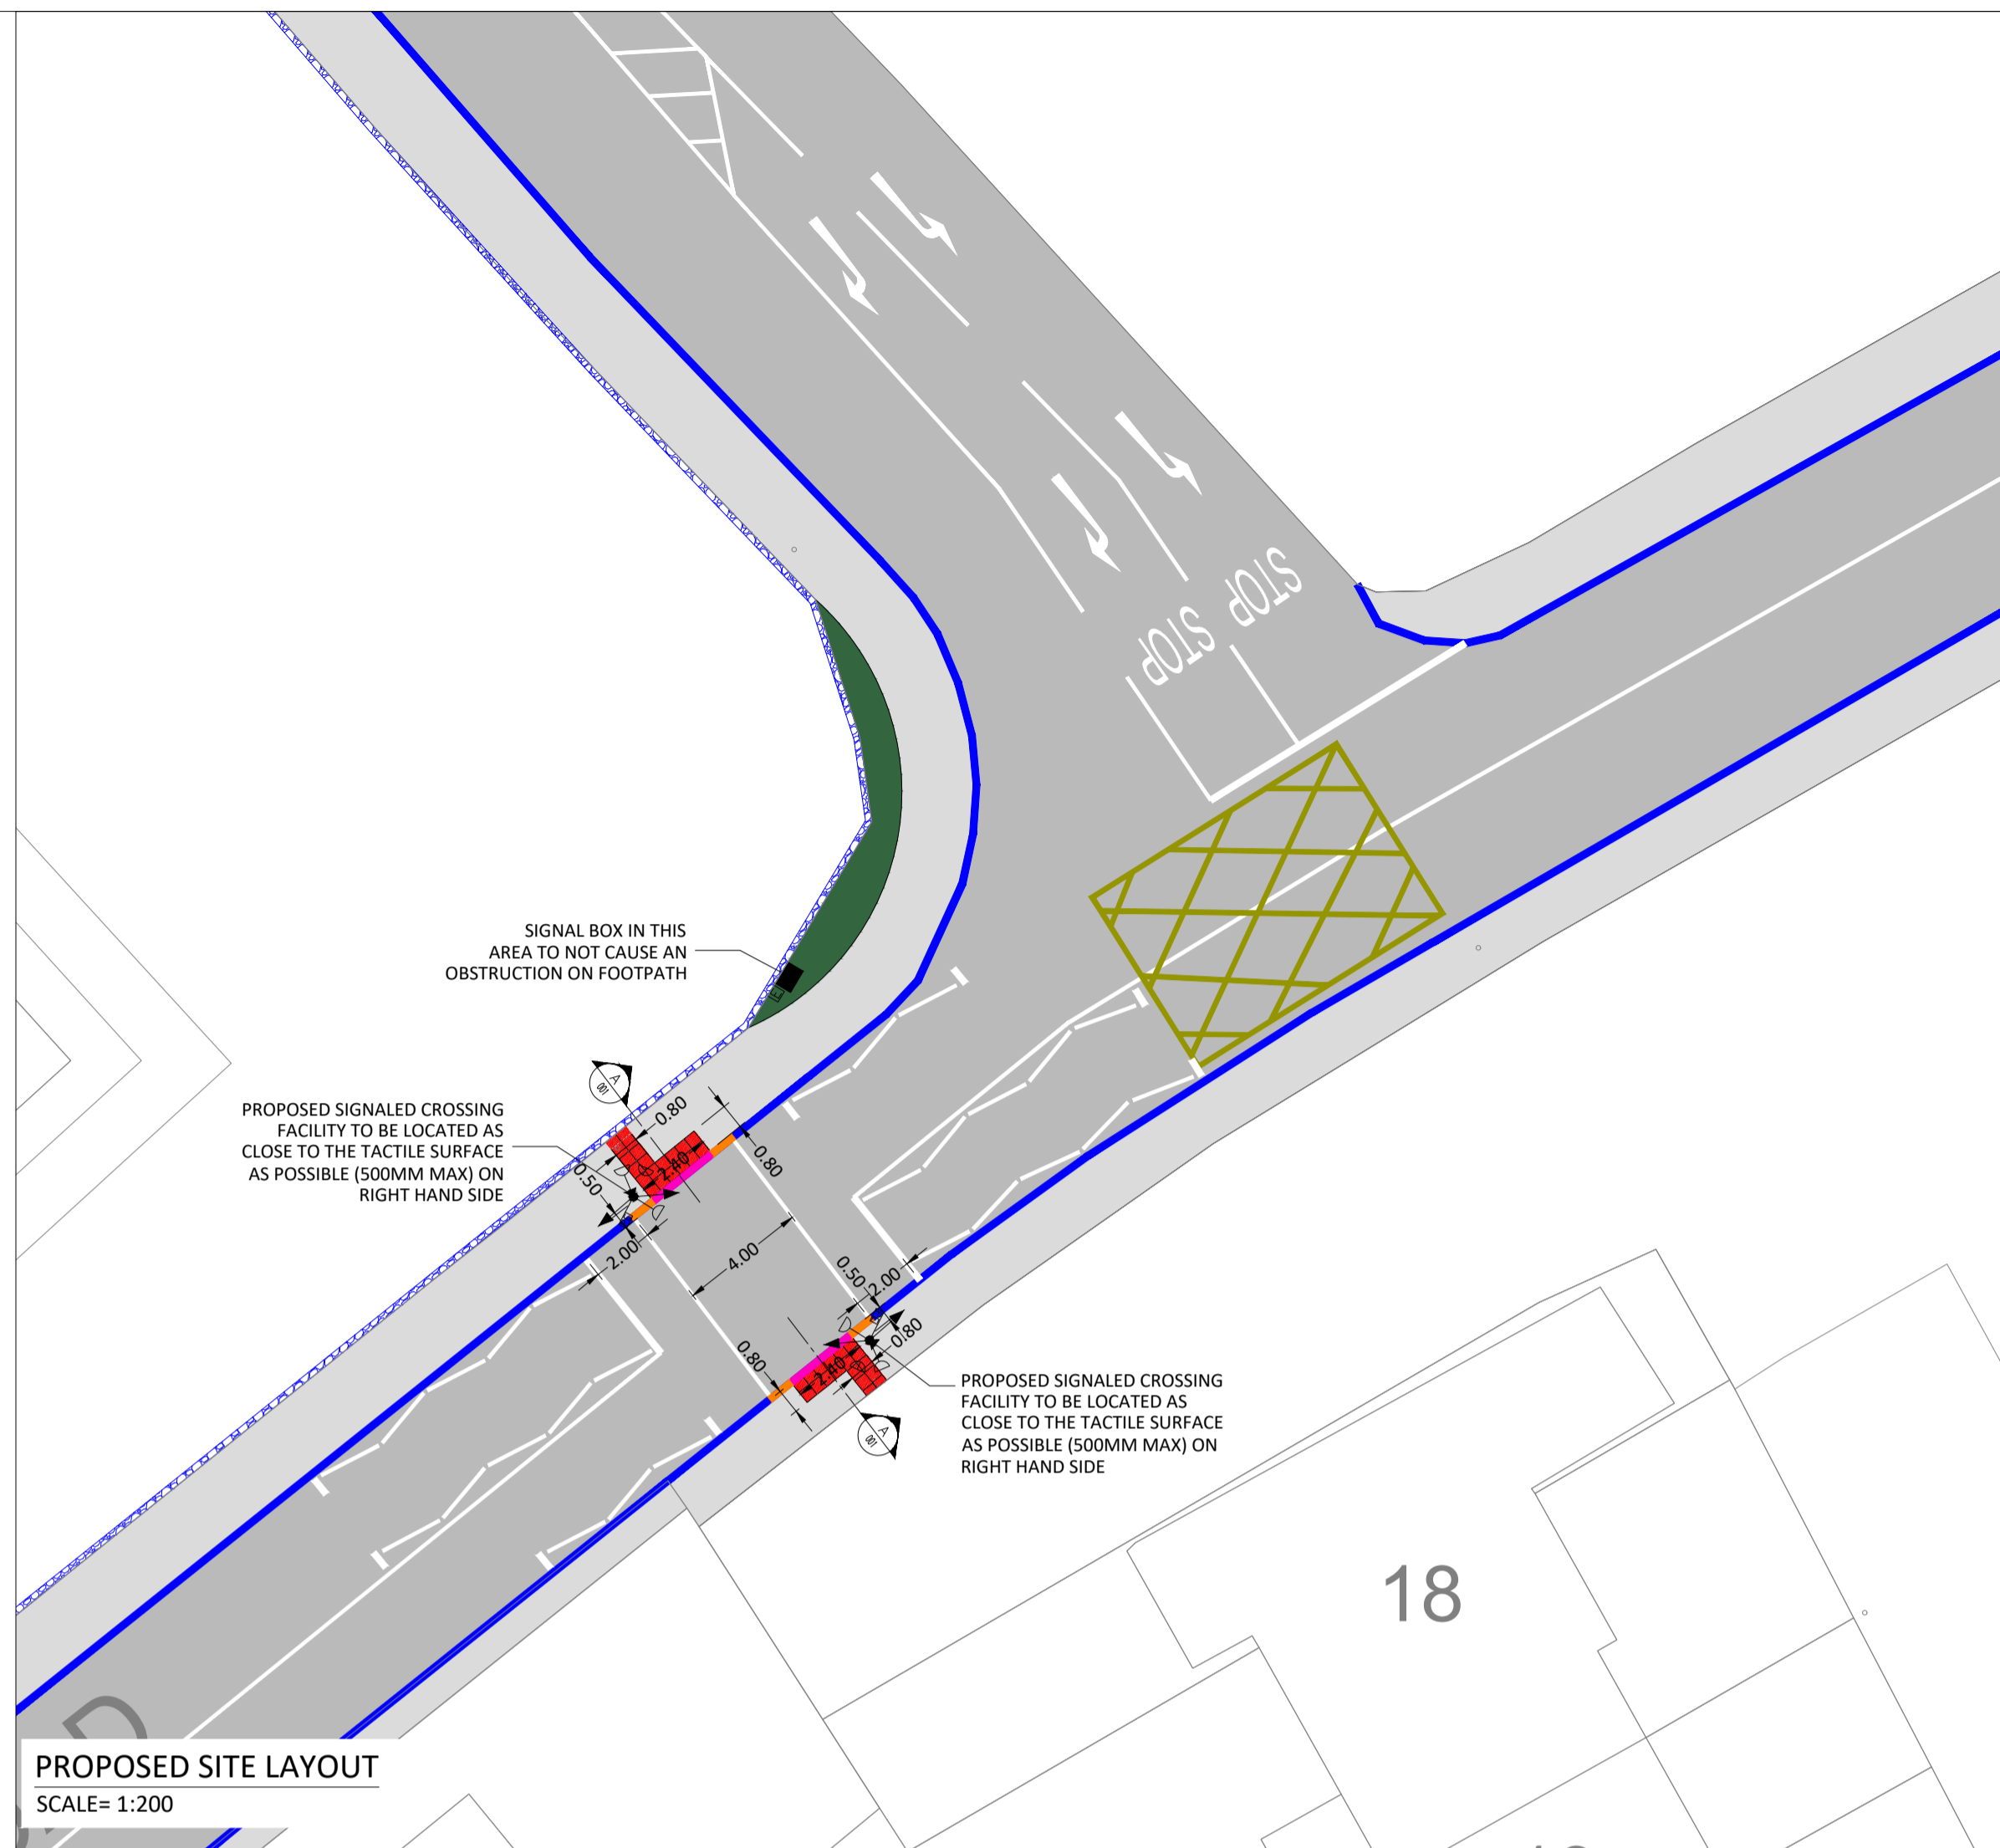 STOP
STOP
SIGNAL BOX IN THIS
AREA TO NOT CAUSE AN
OBSTRUCTION ON FOOTPATH
E
A
001
PROPOSED SIGNALED CROSSING
FACILITY TO BE LOCATED AS
CLOSE TO THE TACTILE SURFACE
AS POSSIBLE (500MM MAX) ON
RIGHT HAND SIDE
0.80
2.40
0.80
0.50
2.00
4.00
0.50
2.00
0.80
0.80
2.40
A
001
PROPOSED SIGNALED CROSSING
FACILITY TO BE LOCATED AS
CLOSE TO THE TACTILE SURFACE
AS POSSIBLE (500MM MAX) ON
RIGHT HAND SIDE
18
PROPOSED SITE LAYOUT
SCALE= 1:200